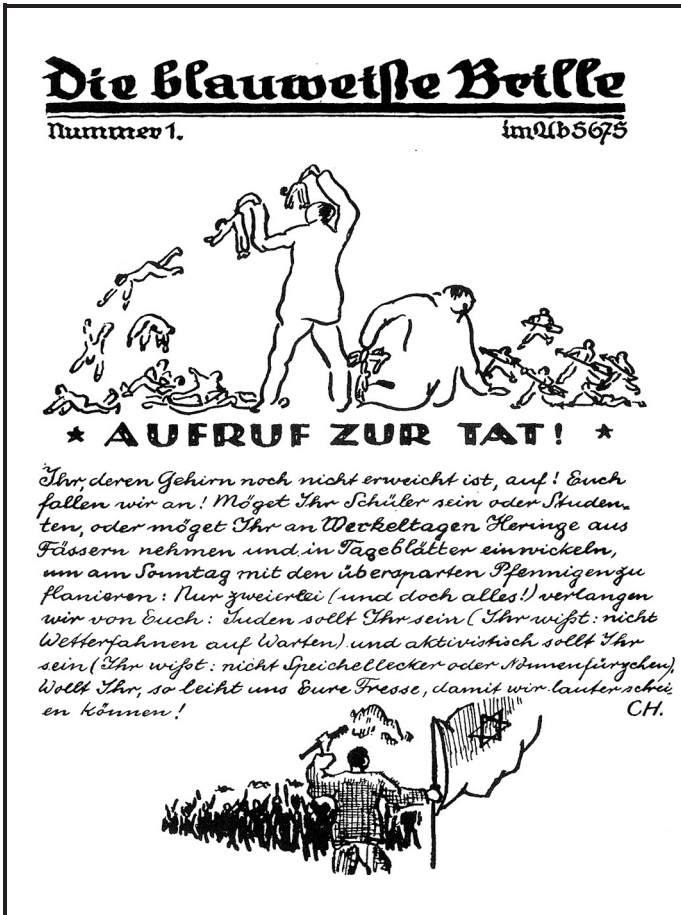 Die blauweiße Brille
Nummer 1. im Ab 5675
* AUFRUF ZUR TAT! *
Ihr, deren Gehirn noch nicht erweicht ist, auf! Euch
fallen wir an! Möget Ihr Schüler sein oder Studen-
ten, oder möget Ihr an Werkeltagen Heringe aus
Fässern nehmen und in Tageblätter einwickeln,
um am Sonntag mit den übersparten Pfennigen zu
flanieren: Nur zweierlei (und doch alles!) verlangen
wir von Euch: Juden sollt Ihr sein (Ihr wißt: nicht
Wetterfahnen auf Warten) und aktivistisch sollt Ihr
sein (Ihr wißt: nicht Speichellecker oder
Wollt Ihr, so leiht uns Eure Fresse, damit wir lauter schrei-
en können! CH.